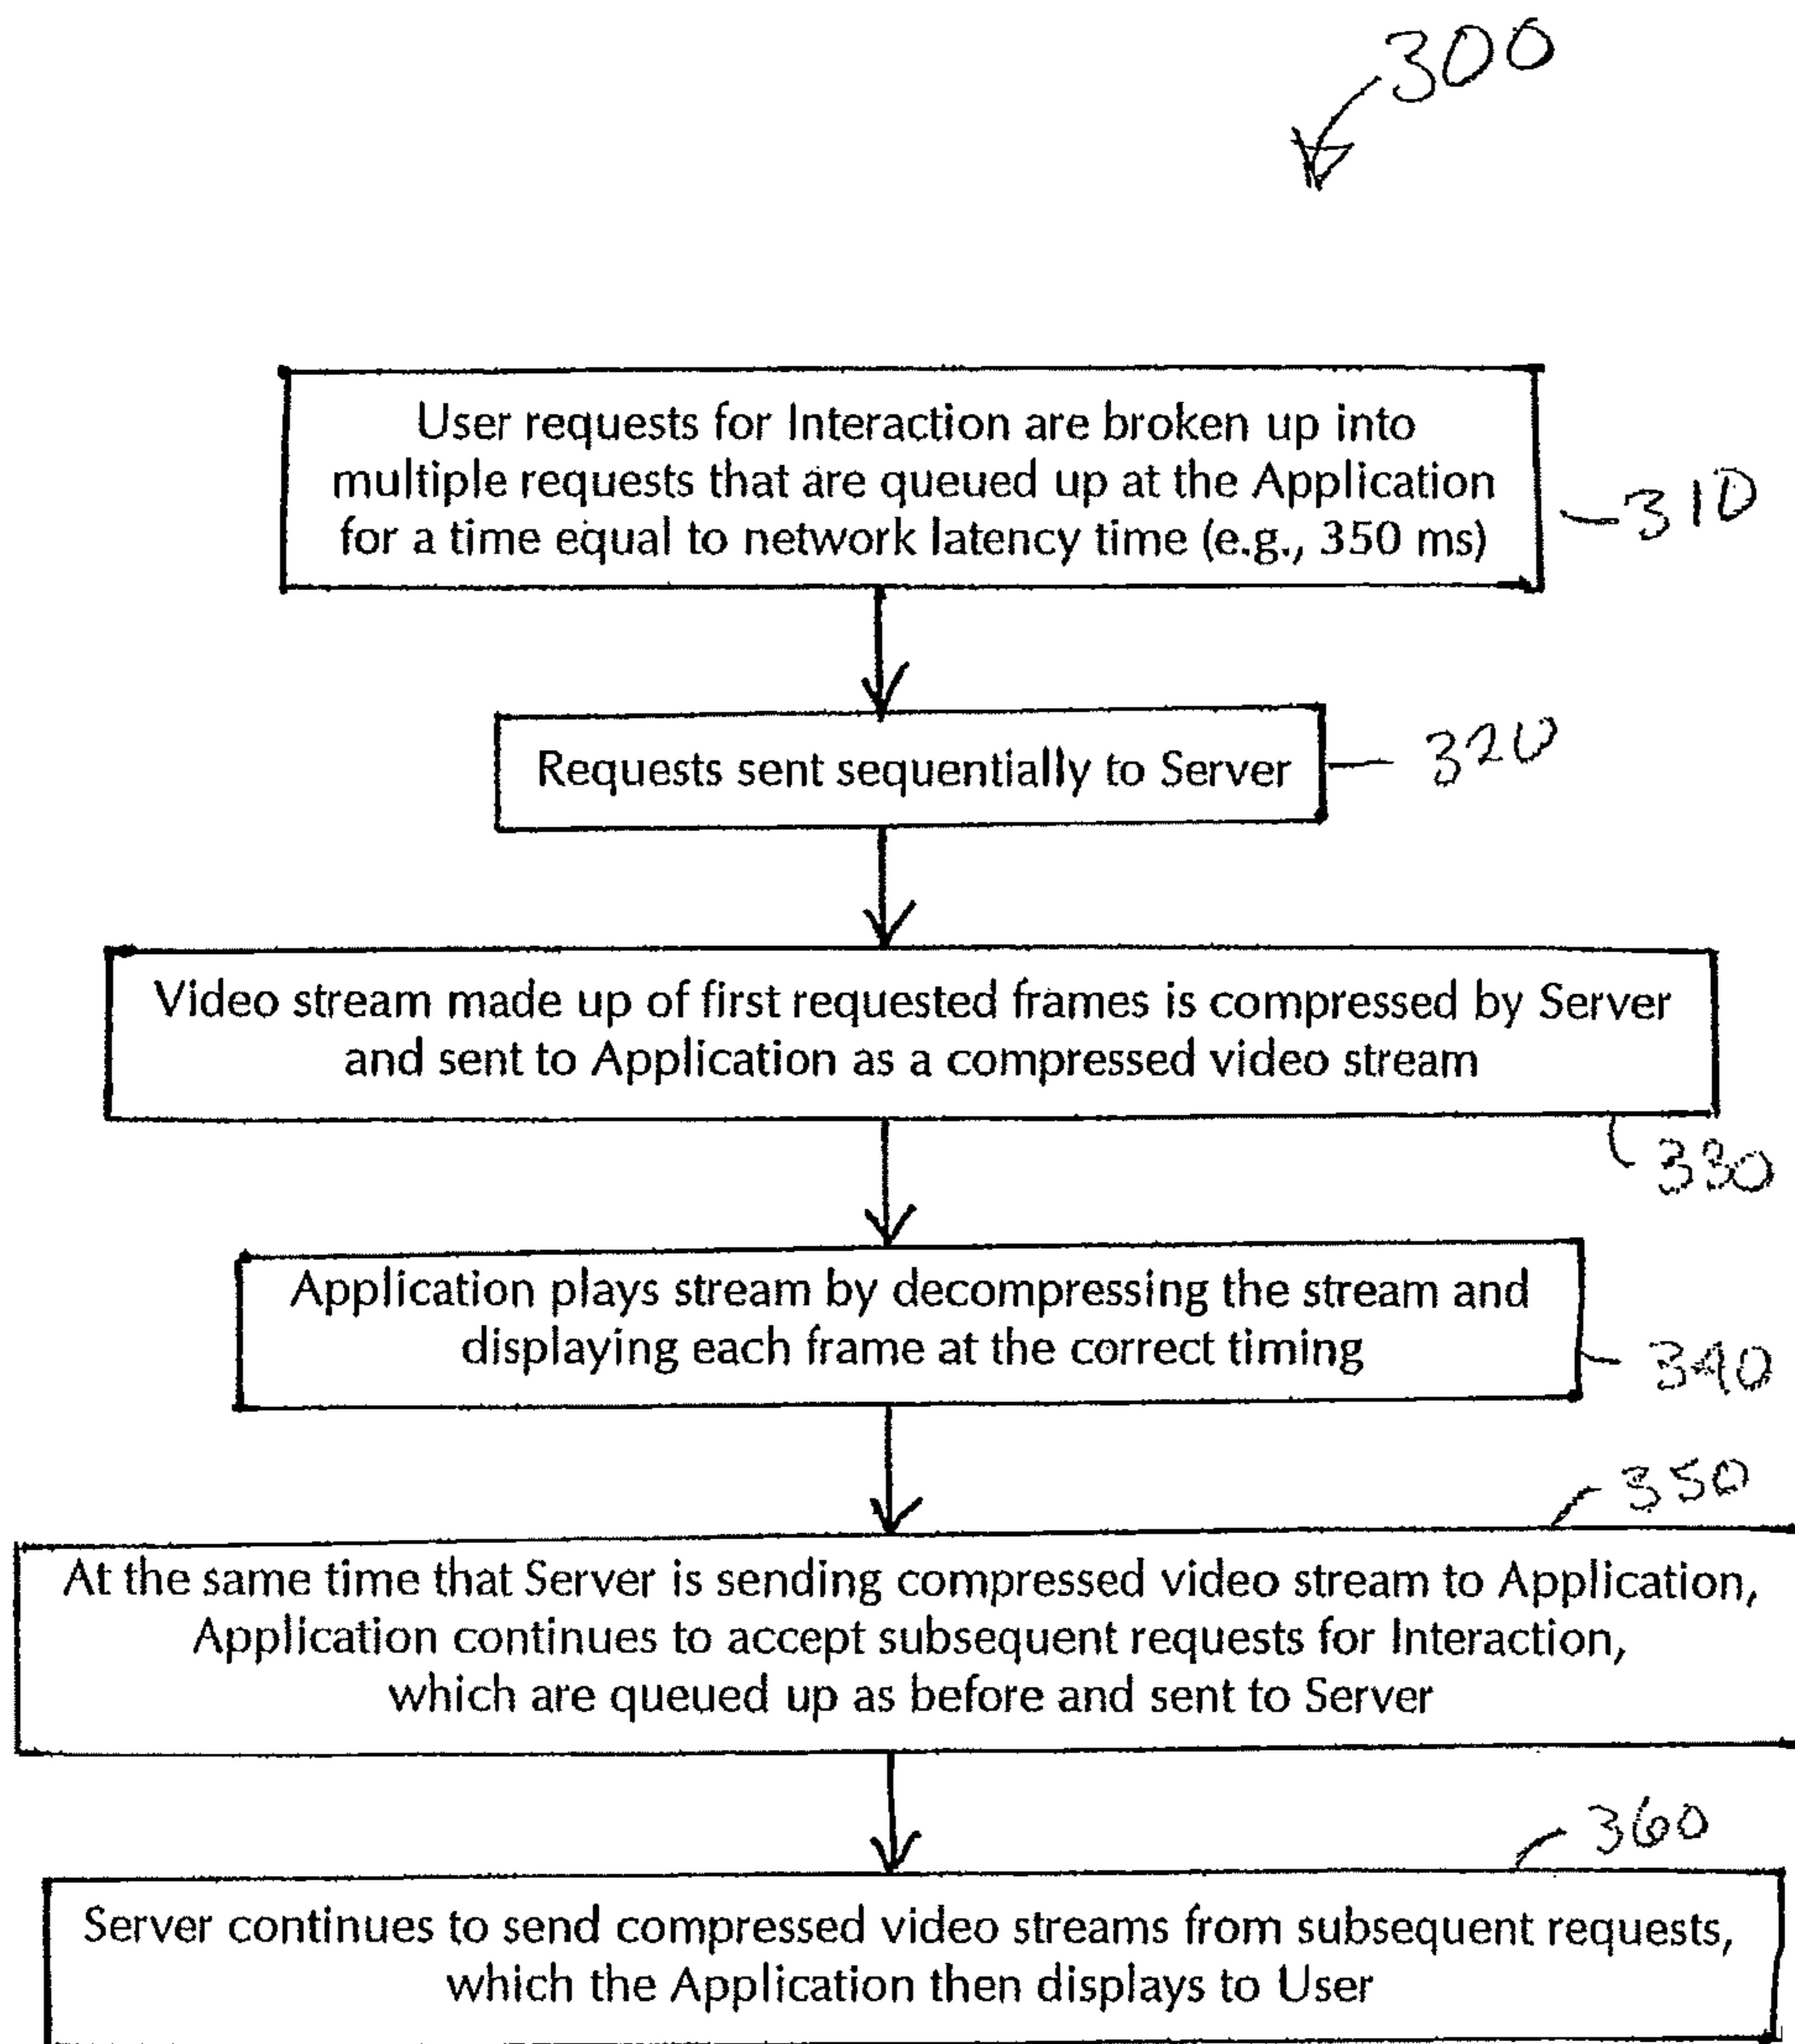 300
User requests for Interaction are broken up into
multiple requests that are queued up at the Application
for a time equal to network latency time (e.g., 350 ms)
310
Requests sent sequentially to Server
320
Video stream made up of first requested frames is compressed by Server
and sent to Application as a compressed video stream
330
Application plays stream by decompressing the stream and
displaying each frame at the correct timing
340
350
At the same time that Server is sending compressed video stream to Application,
Application continues to accept subsequent requests for Interaction,
which are queued up as before and sent to Server
360
Server continues to send compressed video streams from subsequent requests,
which the Application then displays to User